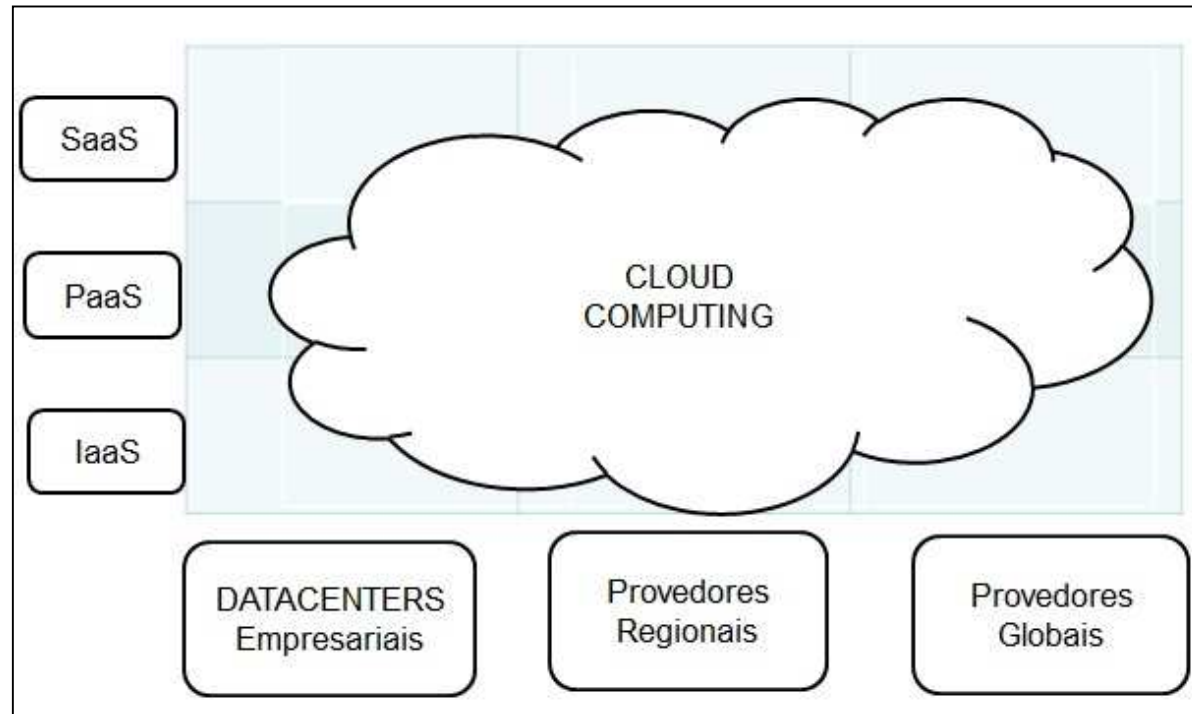 SaaS
CLOUD
COMPUTING
PaaS
IaaS
DATACENTERS
Empresariais
Provedores
Regionais
Provedores
Globais